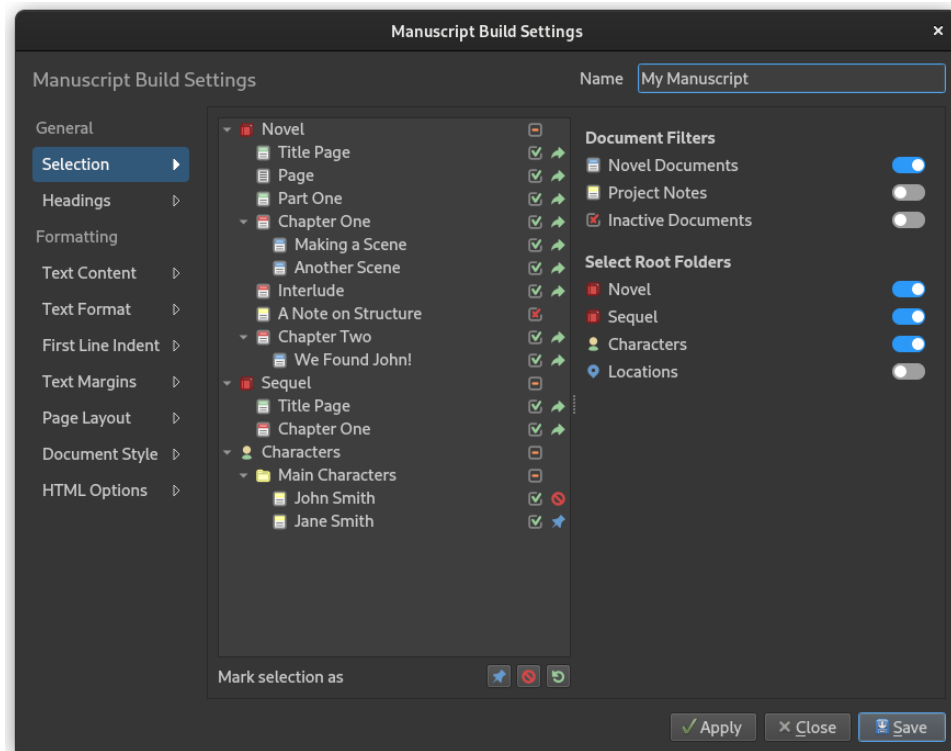 Manuscript Build Settings
Manuscript Build Settings
Name My Manuscript
General
Selection
Headings
Formatting
Text Content
Text Format
First Line Indent
Text Margins
Page Layout
Document Style
HTML Options
Novel
Title Page
Page
Part One
Chapter One
Making a Scene
Another Scene
Interlude
A Note on Structure
Chapter Two
We Found John!
Sequel
Title Page
Chapter One
Characters
Main Characters
John Smith
Jane Smith
Mark selection as
Document Filters
Novel Documents
Project Notes
Inactive Documents
Select Root Folders
Novel
Sequel
Characters
Locations
Apply Close Save